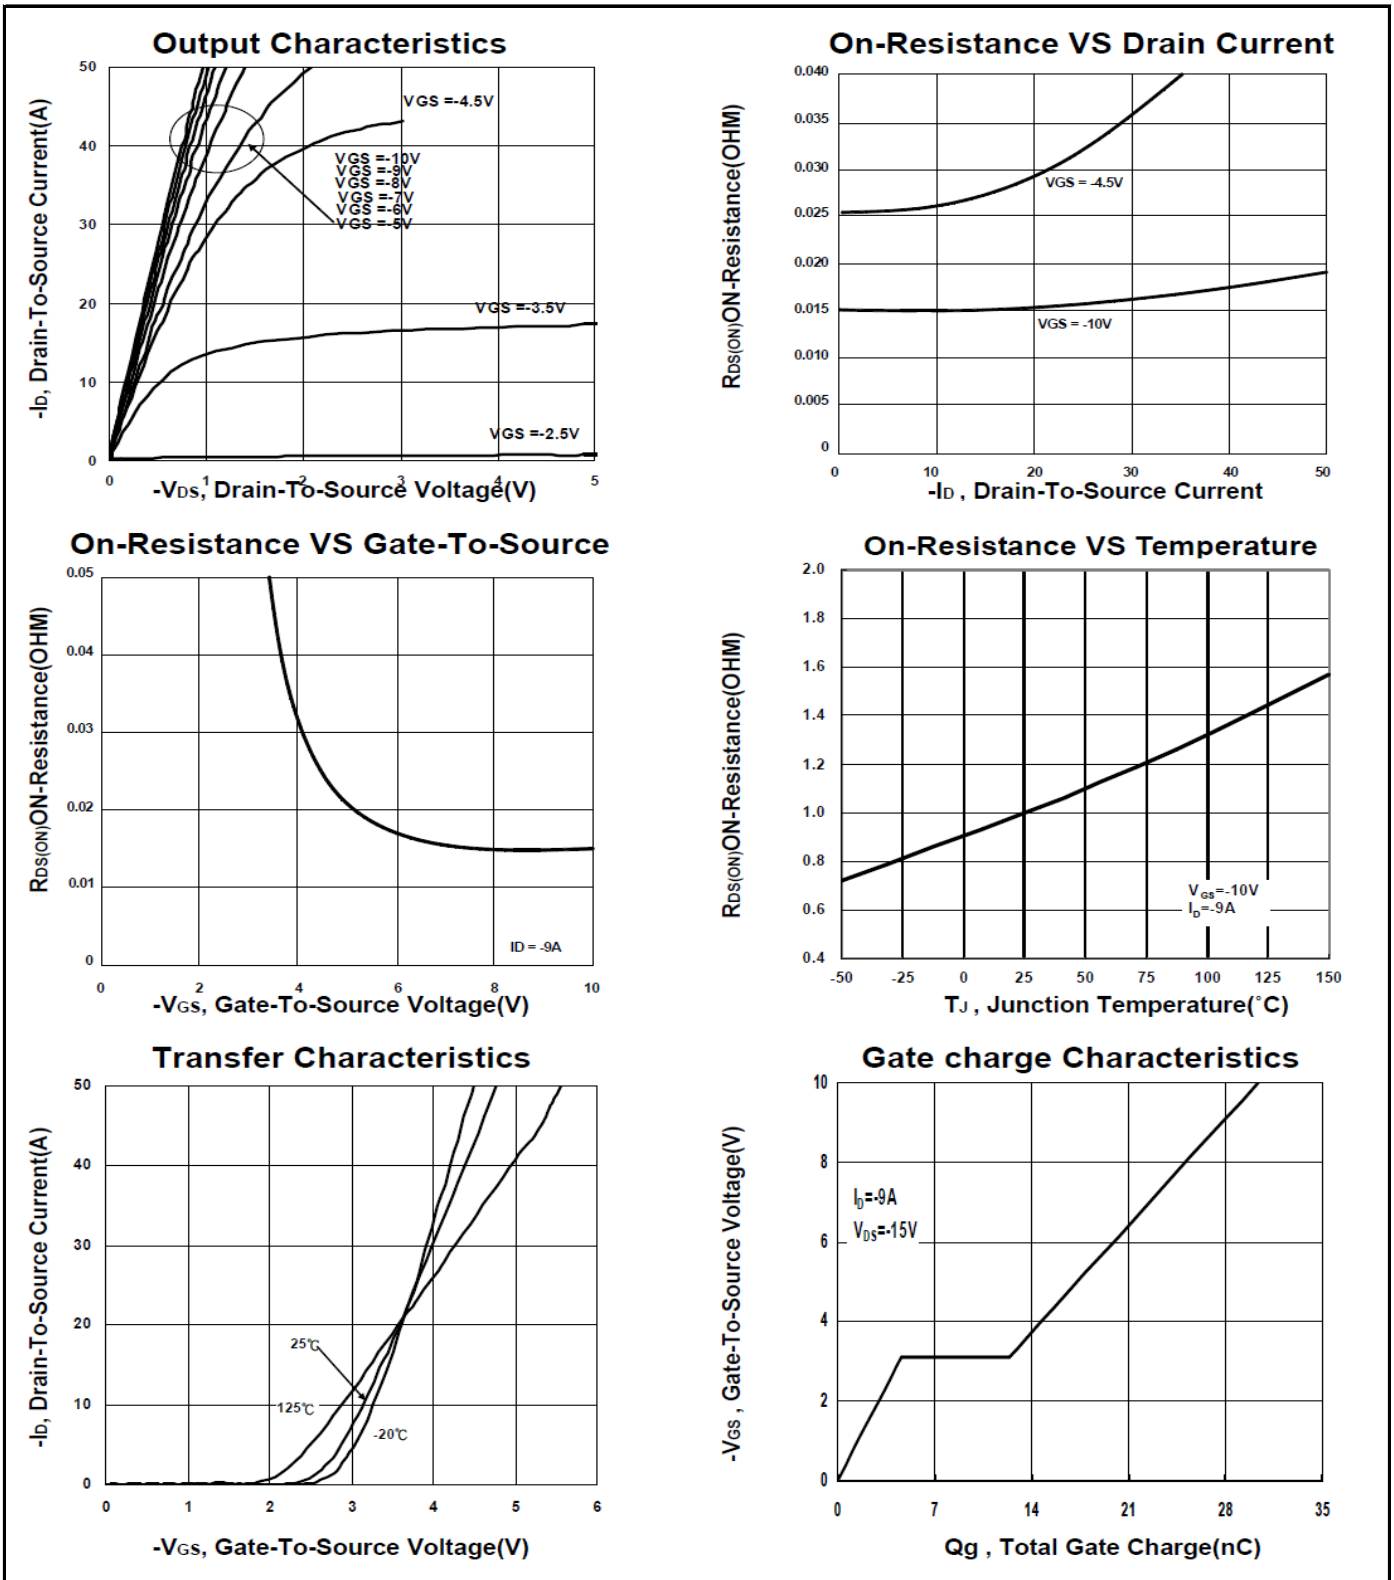 Output Characteristics
-ID, Drain-To-Source Current(A)
50
40
30
20
10
0
VGS =-4.5V
VGS =-10V
VGS =-9V
VGS =-8V
VGS =-7V
VGS =-6V
VGS =-5V
VGS =-3.5V
VGS =-2.5V
0 1 2 3 4 5
-VDS, Drain-To-Source Voltage(V)
On-Resistance VS Drain Current
RDS(ON)ON-Resistance(OHM)
0.040
0.035
0.030
0.025
0.020
0.015
0.010
0.005
0
VGS = -4.5V
VGS = -10V
0 10 20 30 40 50
-ID , Drain-To-Source Current
On-Resistance VS Gate-To-Source
RDS(ON)ON-Resistance(OHM)
0.05
0.04
0.03
0.02
0.01
0
ID = -9A
0 2 4 6 8 10
-VGS, Gate-To-Source Voltage(V)
On-Resistance VS Temperature
RDS(ON)ON-Resistance(OHM)
2.0
1.8
1.6
1.4
1.2
1.0
0.8
0.6
0.4
VGS=-10V
ID=-9A
-50 -25 0 25 50 75 100 125 150
TJ , Junction Temperature(˚C)
Transfer Characteristics
-ID, Drain-To-Source Current(A)
50
40
30
20
10
0
25℃
125℃
-20℃
0 1 2 3 4 5 6
-VGS, Gate-To-Source Voltage(V)
Gate charge Characteristics
-VGS , Gate-To-Source Voltage(V)
10
8
6
4
2
0
ID=-9A
VDS=-15V
0 7 14 21 28 35
Qg , Total Gate Charge(nC)